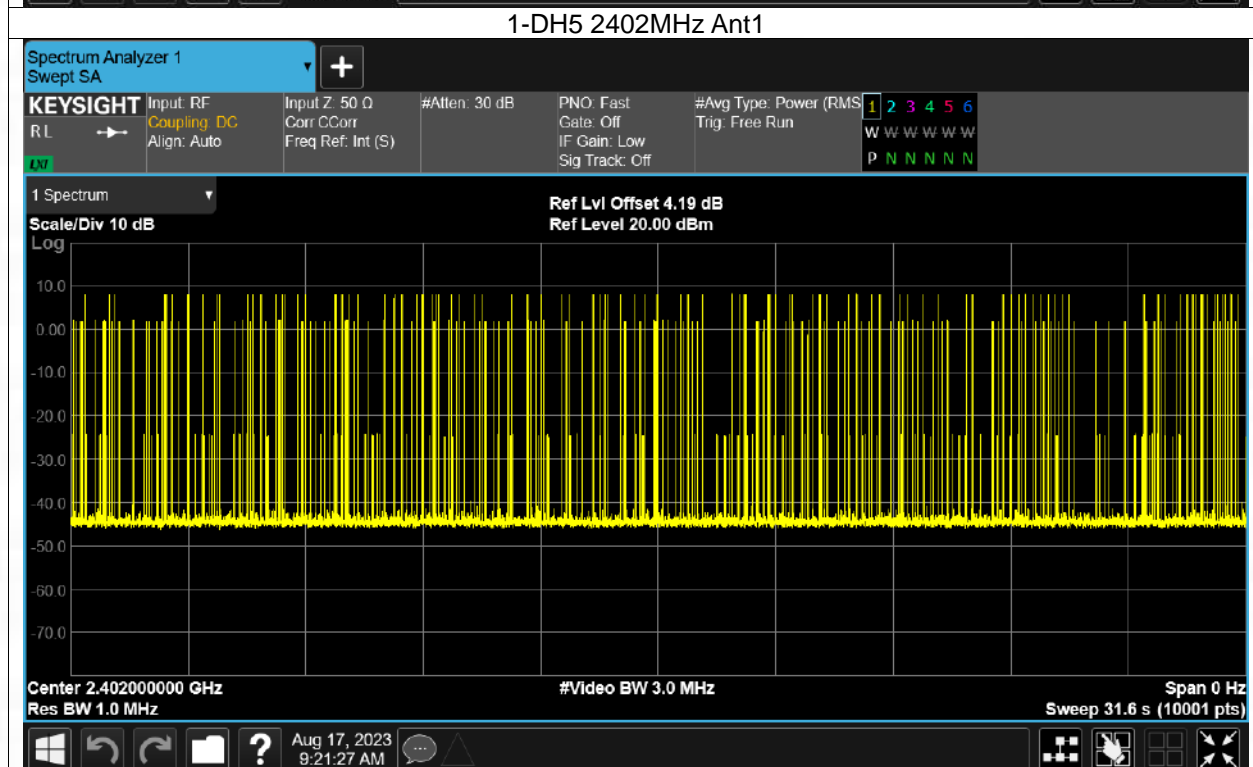 1-DH5 2402MHz Ant1
Spectrum Analyzer 1
Swept SA
+
KEYSIGHT Input: RF Input Z: 50 Ω #Atten: 30 dB PNO: Fast #Avg Type: Power (RMS 1 2 3 4 5 6
RL Coupling: DC Corr CCorr Gate: Off Trig: Free Run W W W W W W
Align: Auto Freq Ref: Int (S) IF Gain: Low
LXI Sig Track: Off P N N N N N
1 Spectrum
Ref Lvl Offset 4.19 dB
Scale/Div 10 dB Ref Level 20.00 dBm
Log
10.0
0.00
-10.0
-20.0
-30.0
-40.0
-50.0
-60.0
-70.0
Center 2.402000000 GHz #Video BW 3.0 MHz Span 0 Hz
Res BW 1.0 MHz Sweep 31.6 s (10001 pts)
? Aug 17, 2023
9:21:27 AM